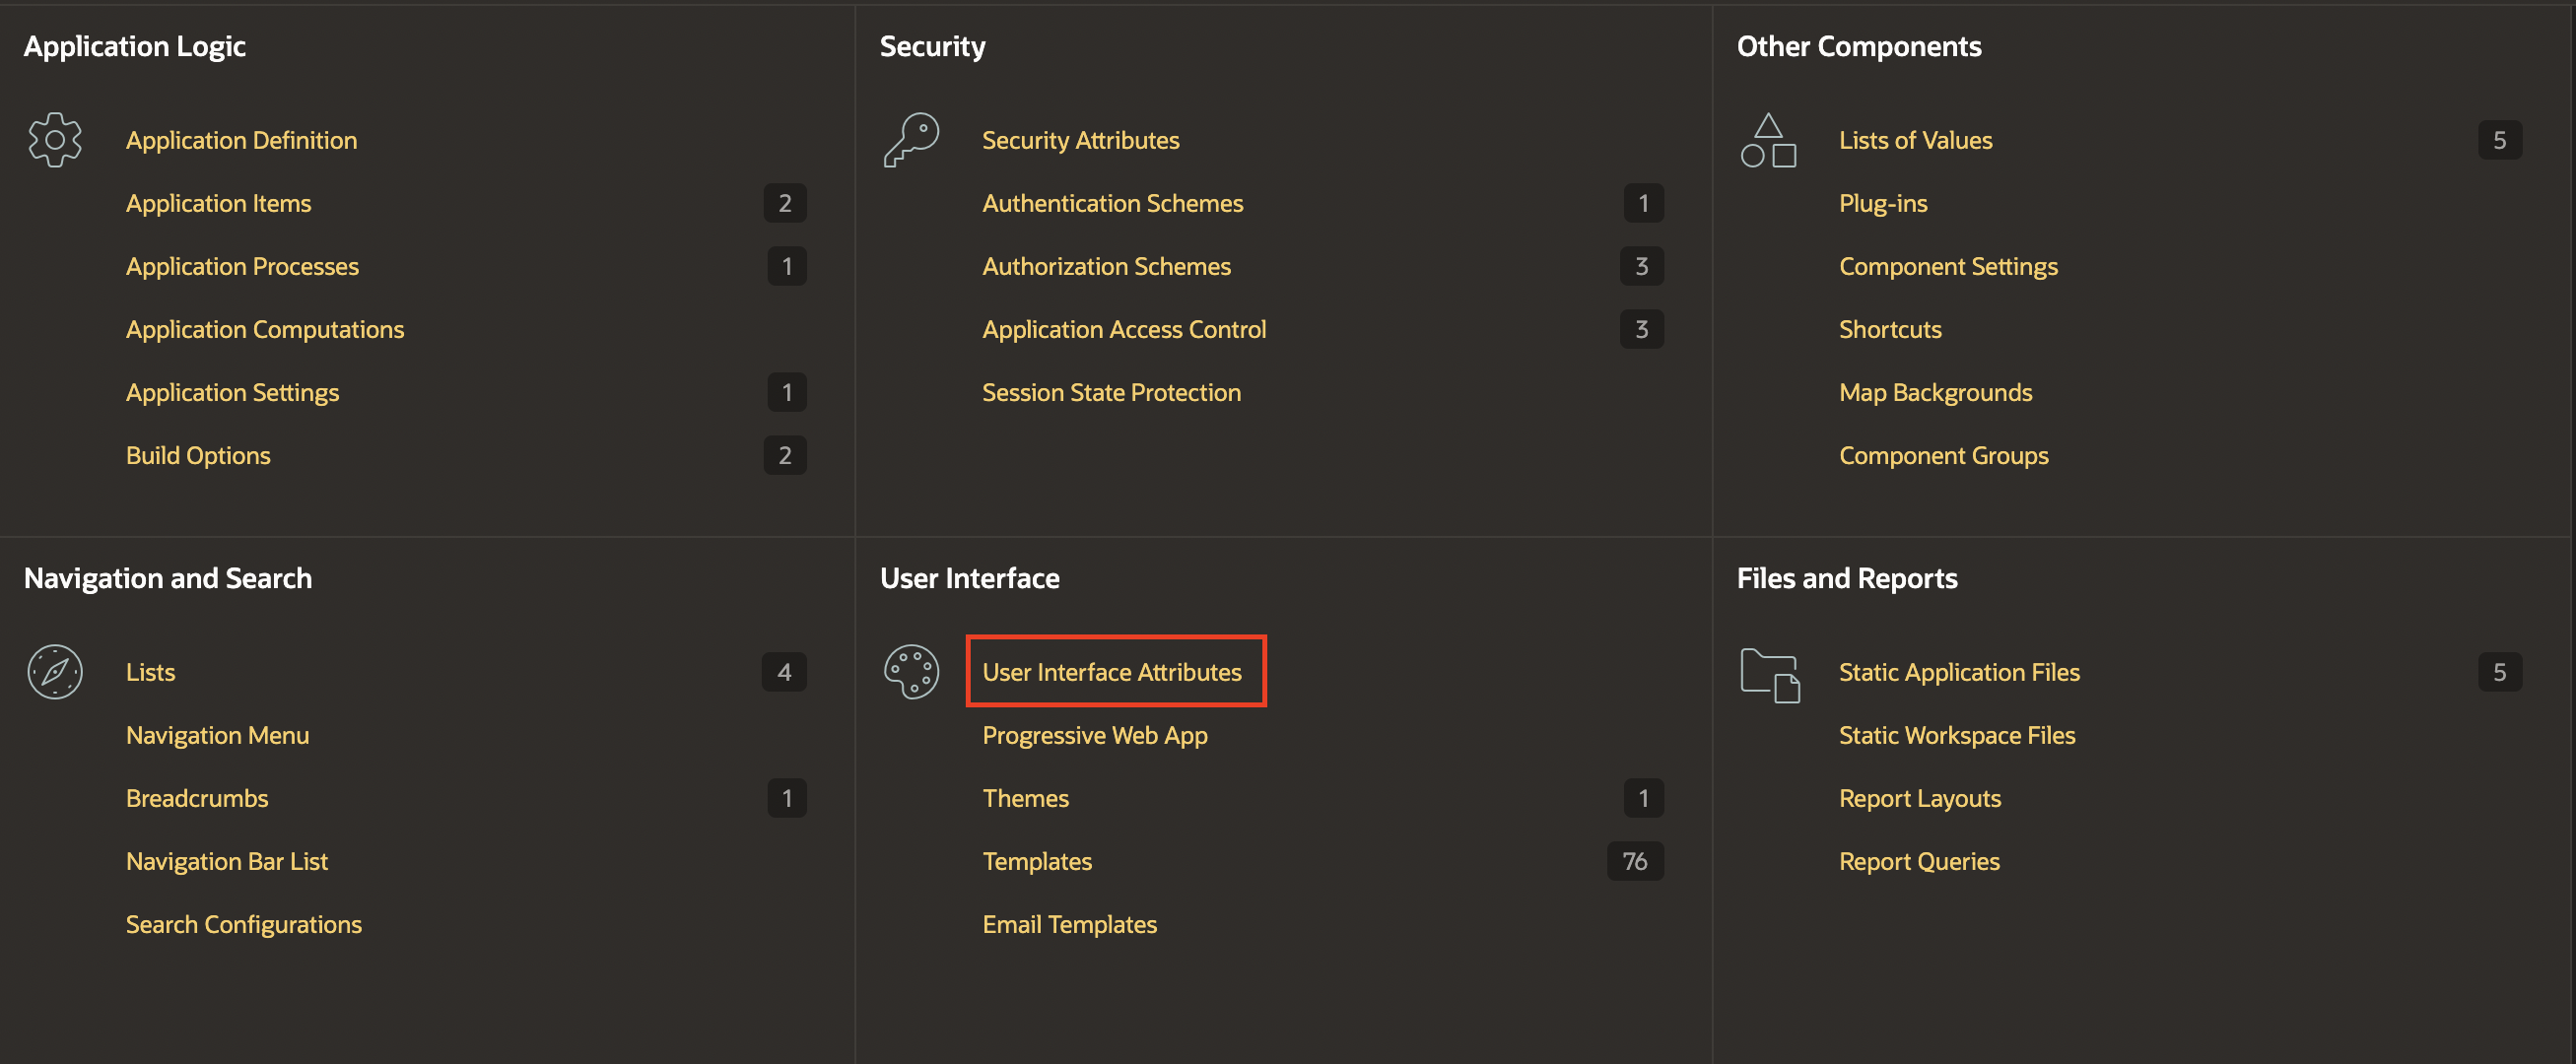 Application Logic
Application Definition
Application Items 2
Application Processes 1
Application Computations
Application Settings 1
Build Options 2
Security
Security Attributes
Authentication Schemes 1
Authorization Schemes 3
Application Access Control 3
Session State Protection
Other Components
Lists of Values 5
Plug-ins
Component Settings
Shortcuts
Map Backgrounds
Component Groups
Navigation and Search
Lists 4
Navigation Menu
Breadcrumbs 1
Navigation Bar List
Search Configurations
User Interface
User Interface Attributes
Progressive Web App
Themes 1
Templates 76
Email Templates
Files and Reports
Static Application Files 5
Static Workspace Files
Report Layouts
Report Queries